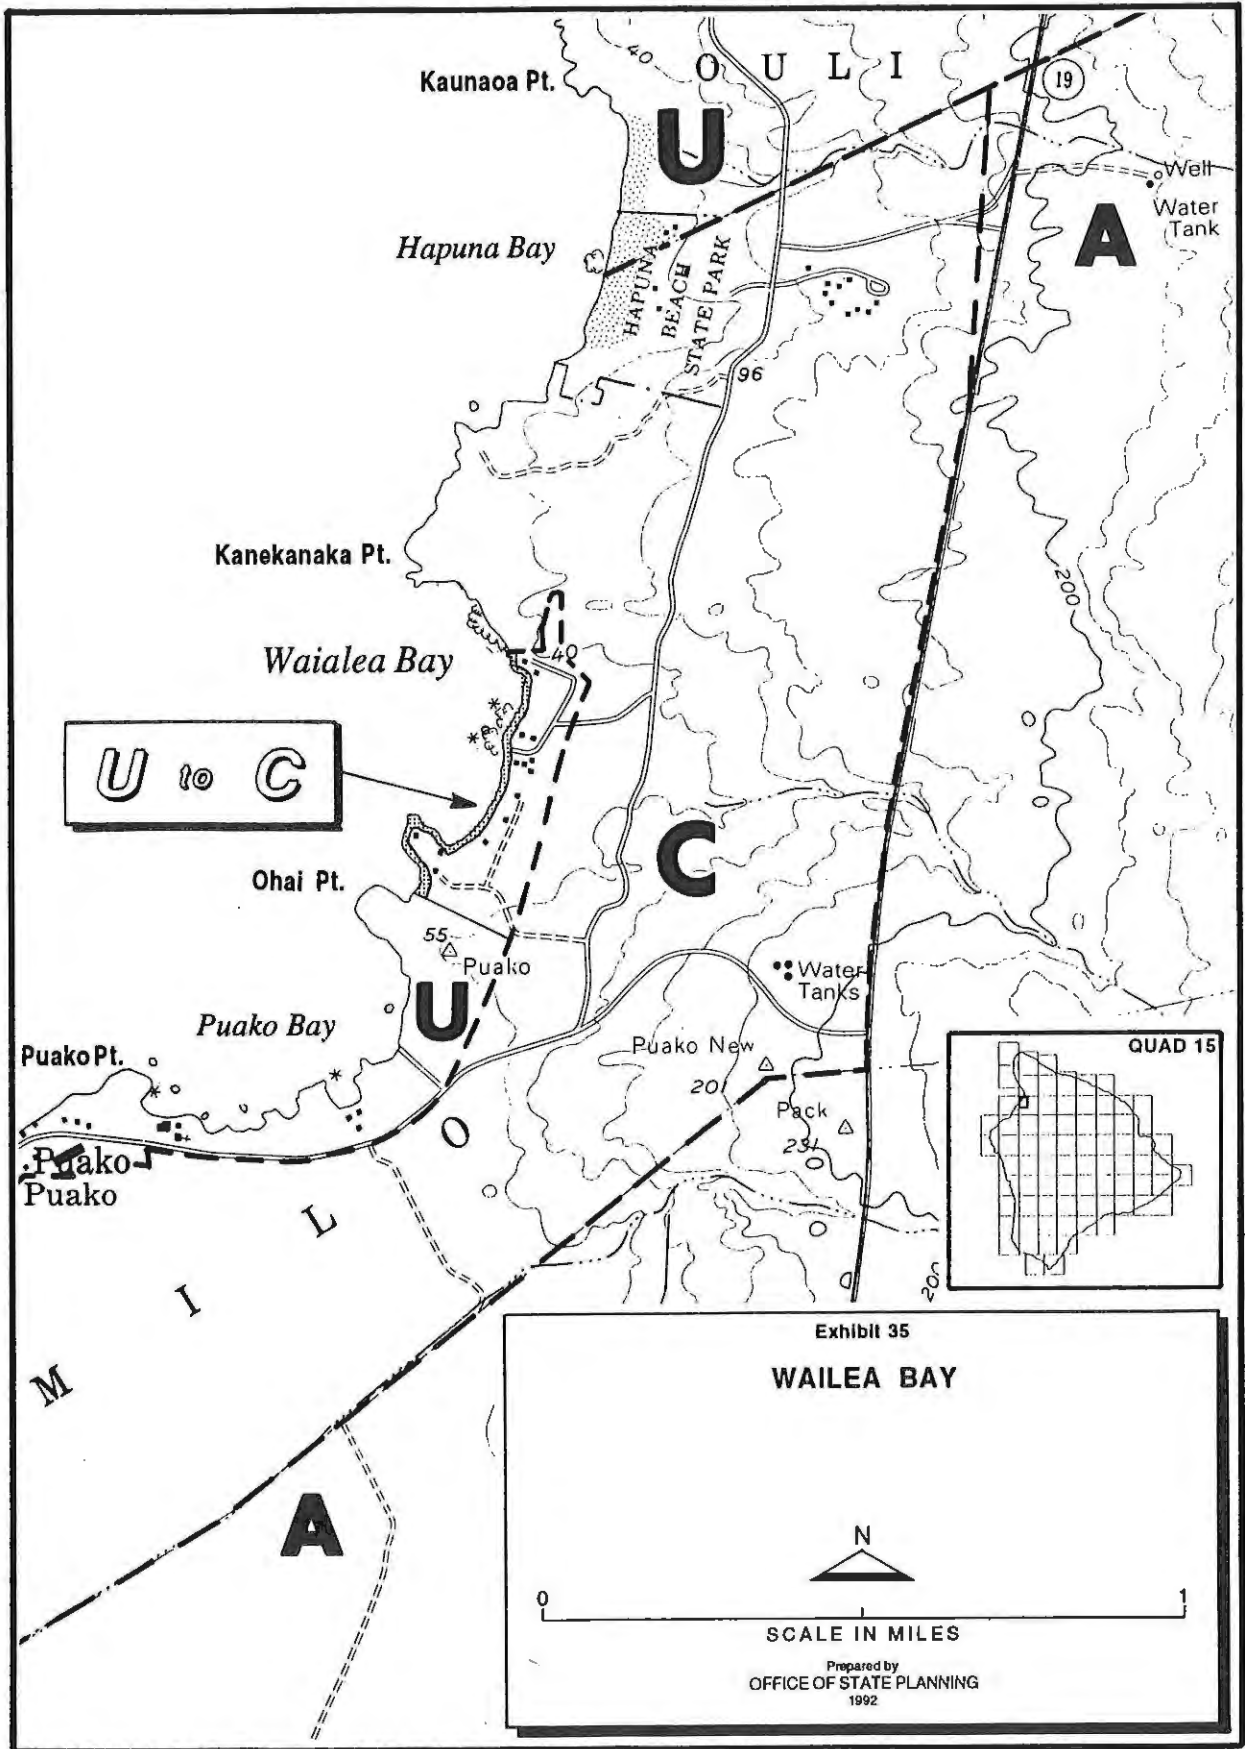 40
O U L I
Kaunaoa Pt.
19
U
Well
Water
Tank
A
Hapuna Bay
HAPUNA
BEACH
STATE PARK
96
Kanekanaka Pt.
200
Waialea Bay
40
U to C
C
Ohai Pt.
55
Puako
Water
Tanks
U
Puako Bay
Puako New
201
Puako Pt.
QUAD 15
Pack
231
Puako
Puako
M I L O
200
A
Exhibit 35
WAILEA BAY
N
0 1
SCALE IN MILES
Prepared by
OFFICE OF STATE PLANNING
1992